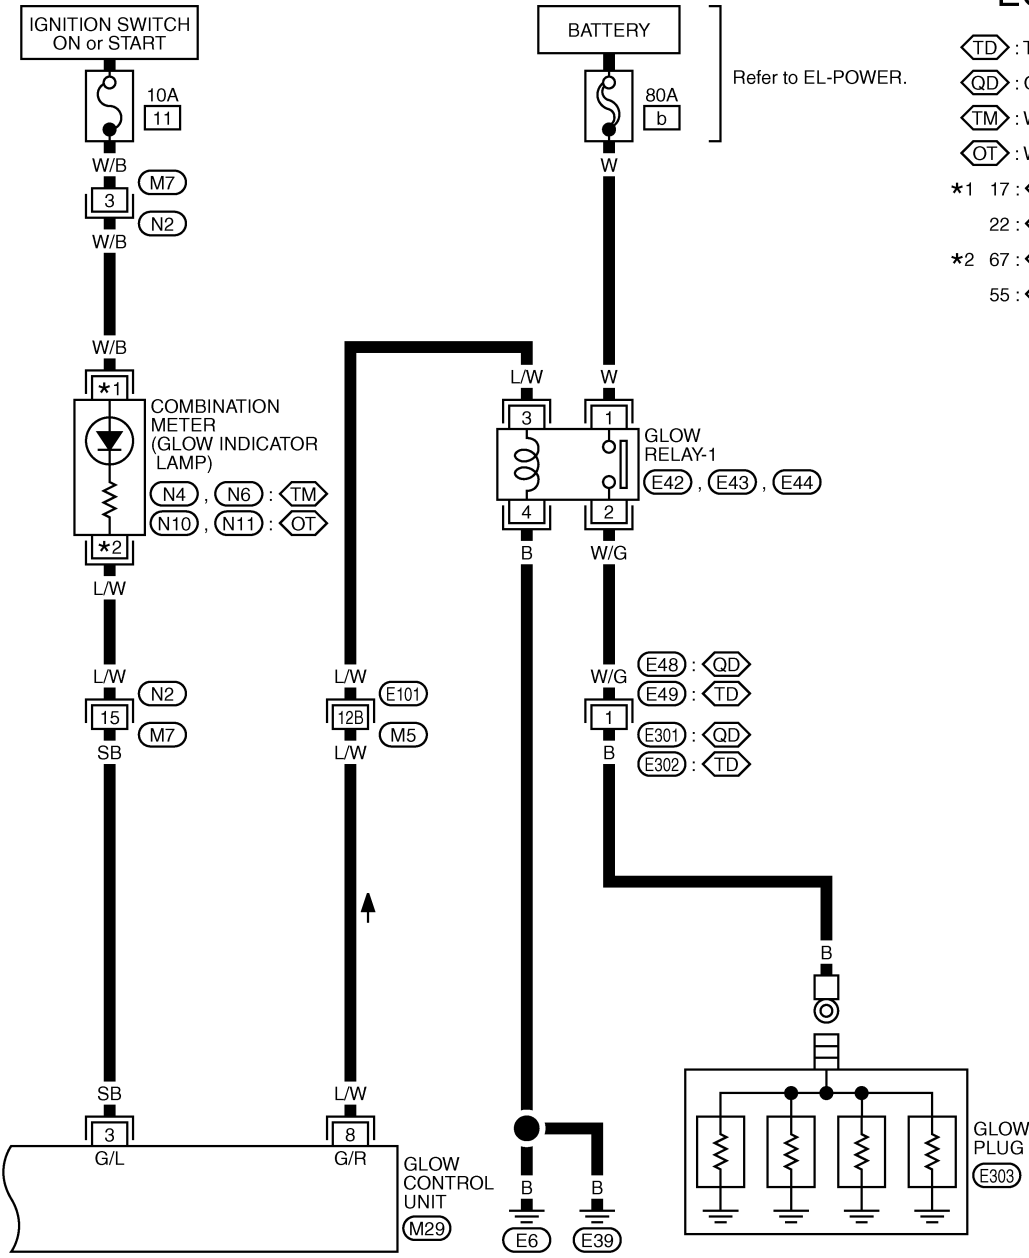 IGNITION SWITCH
ON or START
BATTERY
10A
11
80A
b
Refer to EL-POWER.
TD :
QD :
TM :
OT :
*1 17 :
22 :
*2 67 :
55 :
W/B
M7
3
N2
W/B
W
W/B
*1
COMBINATION
METER
(GLOW INDICATOR
LAMP)
N4 , N6 : TM
N10 , N11 : OT
*2
L/W
L/W
W
3
1
GLOW
RELAY-1
E42 , E43 , E44
4
2
B
W/G
L/W
N2
15
M7
SB
L/W
E101
12B
M5
L/W
W/G
E48 : QD
E49 : TD
1
E301 : QD
E302 : TD
B
B
SB
3
G/L
L/W
8
G/R
GLOW
CONTROL
UNIT
M29
B
B
E6
E39
GLOW
PLUG
E303